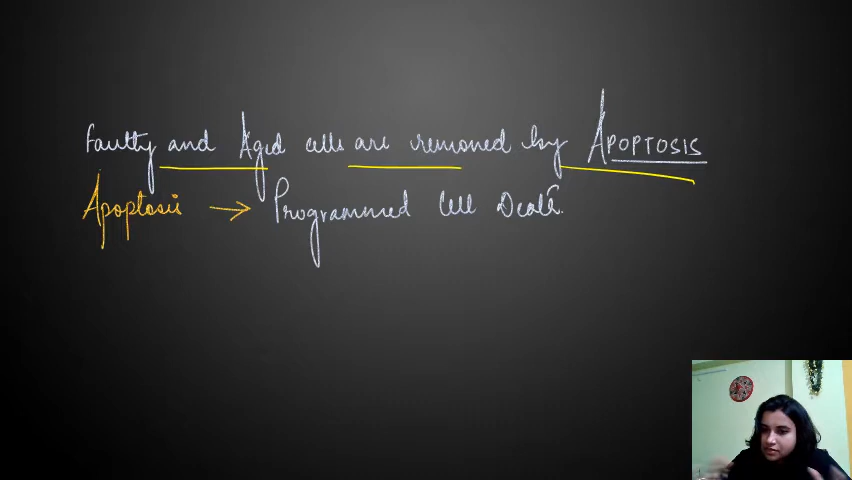 Faulty and Aged cells are removed by APOPTOSIS
Apoptosis → Programmed Cell Death.